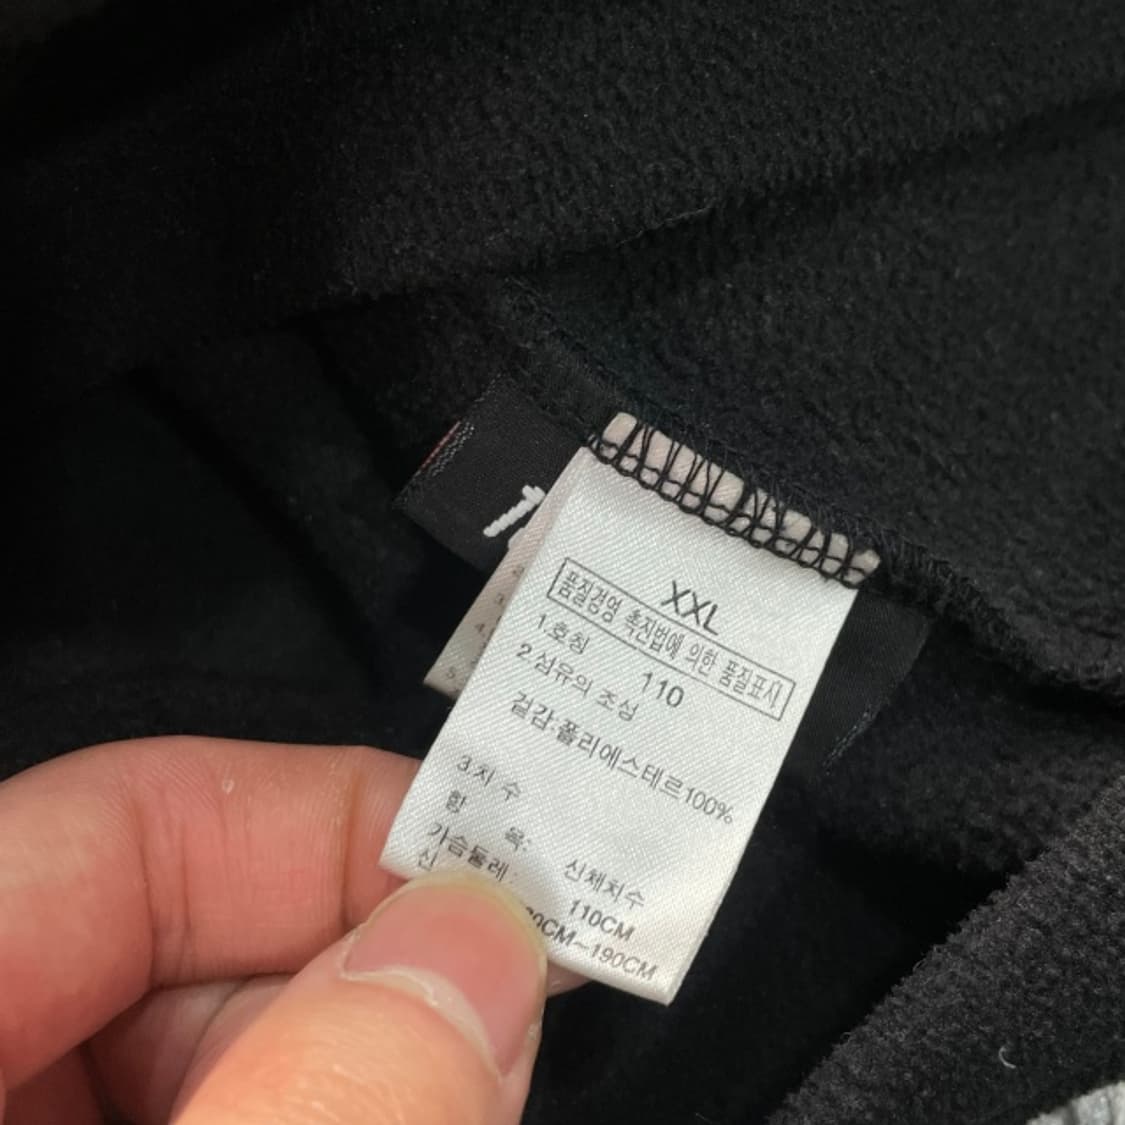 XXL
품질경영 촉진법에 의한 품질표시
1.호칭 110
2 섬유의 조성
겉감:폴리에스테르100%
3.치 수
항 목: 신체치수
가슴둘레: 110CM
신 CM~190CM